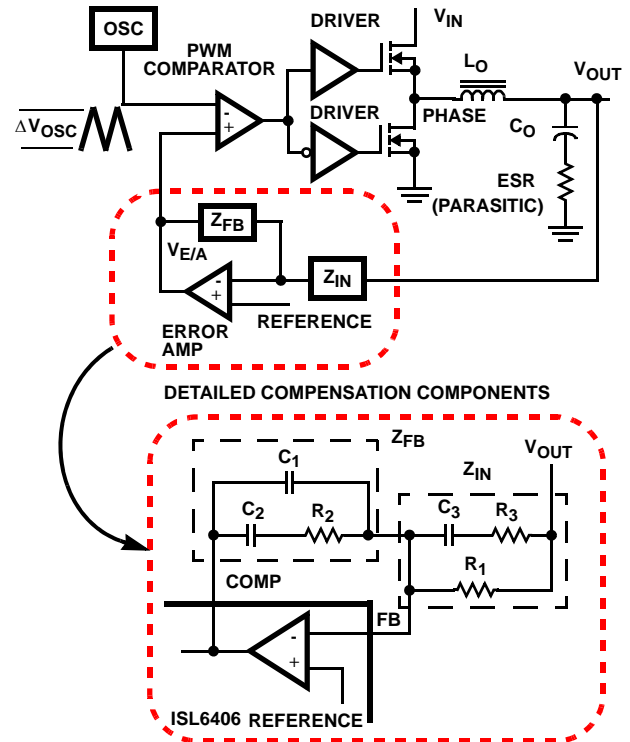 OSC
PWM
COMPARATOR
DRIVER
V_IN
L_O
V_OUT
ΔV_OSC
-
+
DRIVER
PHASE
C_O
ESR
(PARASITIC)
Z_FB
V_E/A
-
+
Z_IN
REFERENCE
ERROR
AMP
DETAILED COMPENSATION COMPONENTS
Z_FB
C_1
V_OUT
Z_IN
C_2
R_2
C_3
R_3
R_1
COMP
FB
-
+
ISL6406
REFERENCE